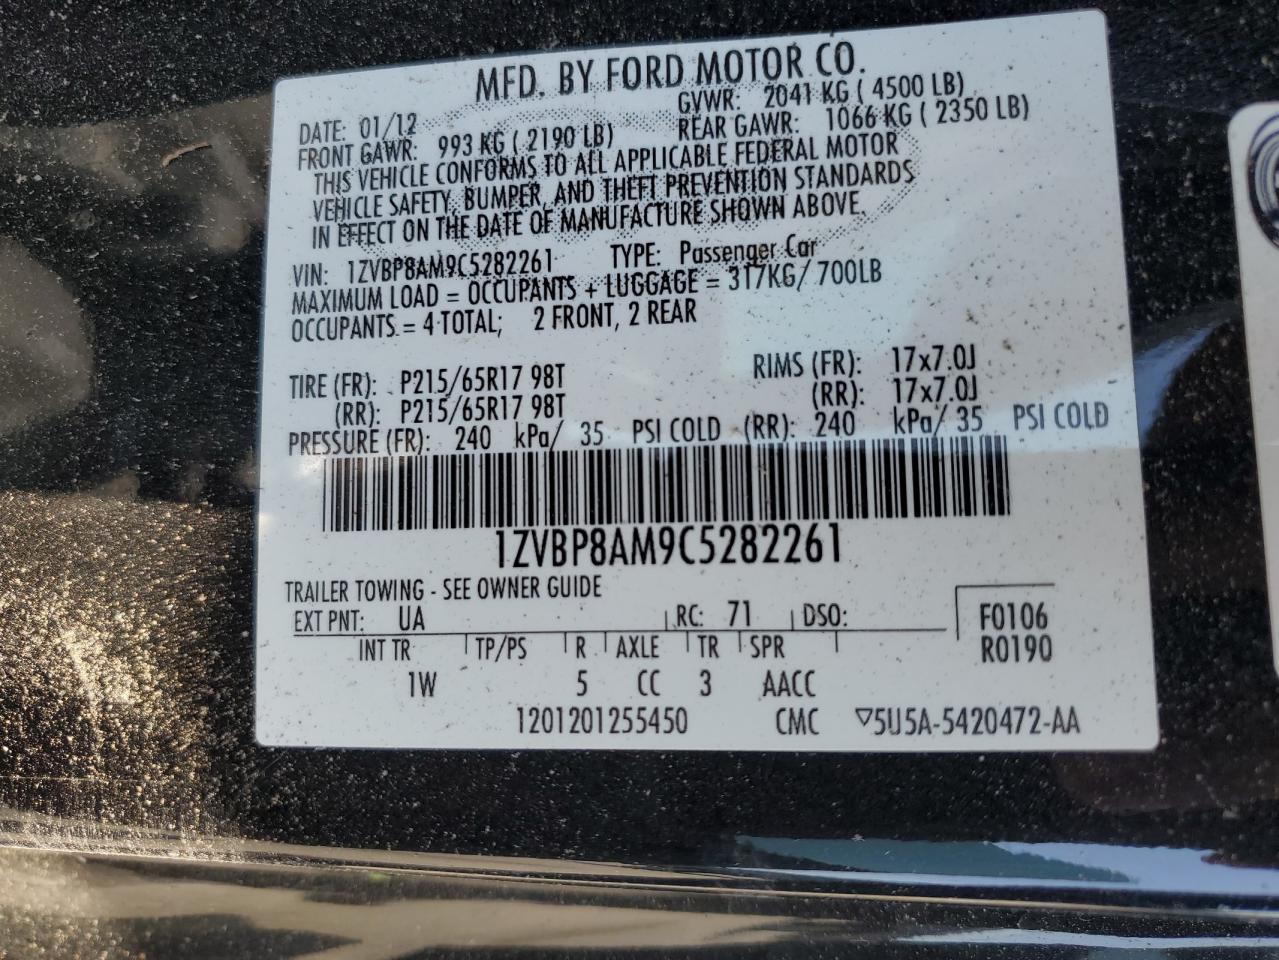 MFD. BY FORD MOTOR CO.
DATE: 01/12 GVWR: 2041 KG ( 4500 LB)
FRONT GAWR: 993 KG ( 2190 LB) REAR GAWR: 1066 KG ( 2350 LB)
THIS VEHICLE CONFORMS TO ALL APPLICABLE FEDERAL MOTOR
VEHICLE SAFETY, BUMPER, AND THEFT PREVENTION STANDARDS
IN EFFECT ON THE DATE OF MANUFACTURE SHOWN ABOVE.
VIN: 1ZVBP8AM9C5282261 TYPE: Passenger Car
MAXIMUM LOAD = OCCUPANTS + LUGGAGE = 317KG/ 700LB
OCCUPANTS = 4 TOTAL; 2 FRONT, 2 REAR
TIRE (FR): P215/65R17 98T RIMS (FR): 17x7.0J
(RR): P215/65R17 98T (RR): 17x7.0J
PRESSURE (FR): 240 kPa/ 35 PSI COLD (RR): 240 kPa/ 35 PSI COLD
1ZVBP8AM9C5282261
TRAILER TOWING - SEE OWNER GUIDE
EXT PNT: UA RC: 71 DSO: F0106
INT TR TP/PS R AXLE TR SPR R0190
1W 5 CC 3 AACC
1201201255450 CMC ▽5U5A-5420472-AA